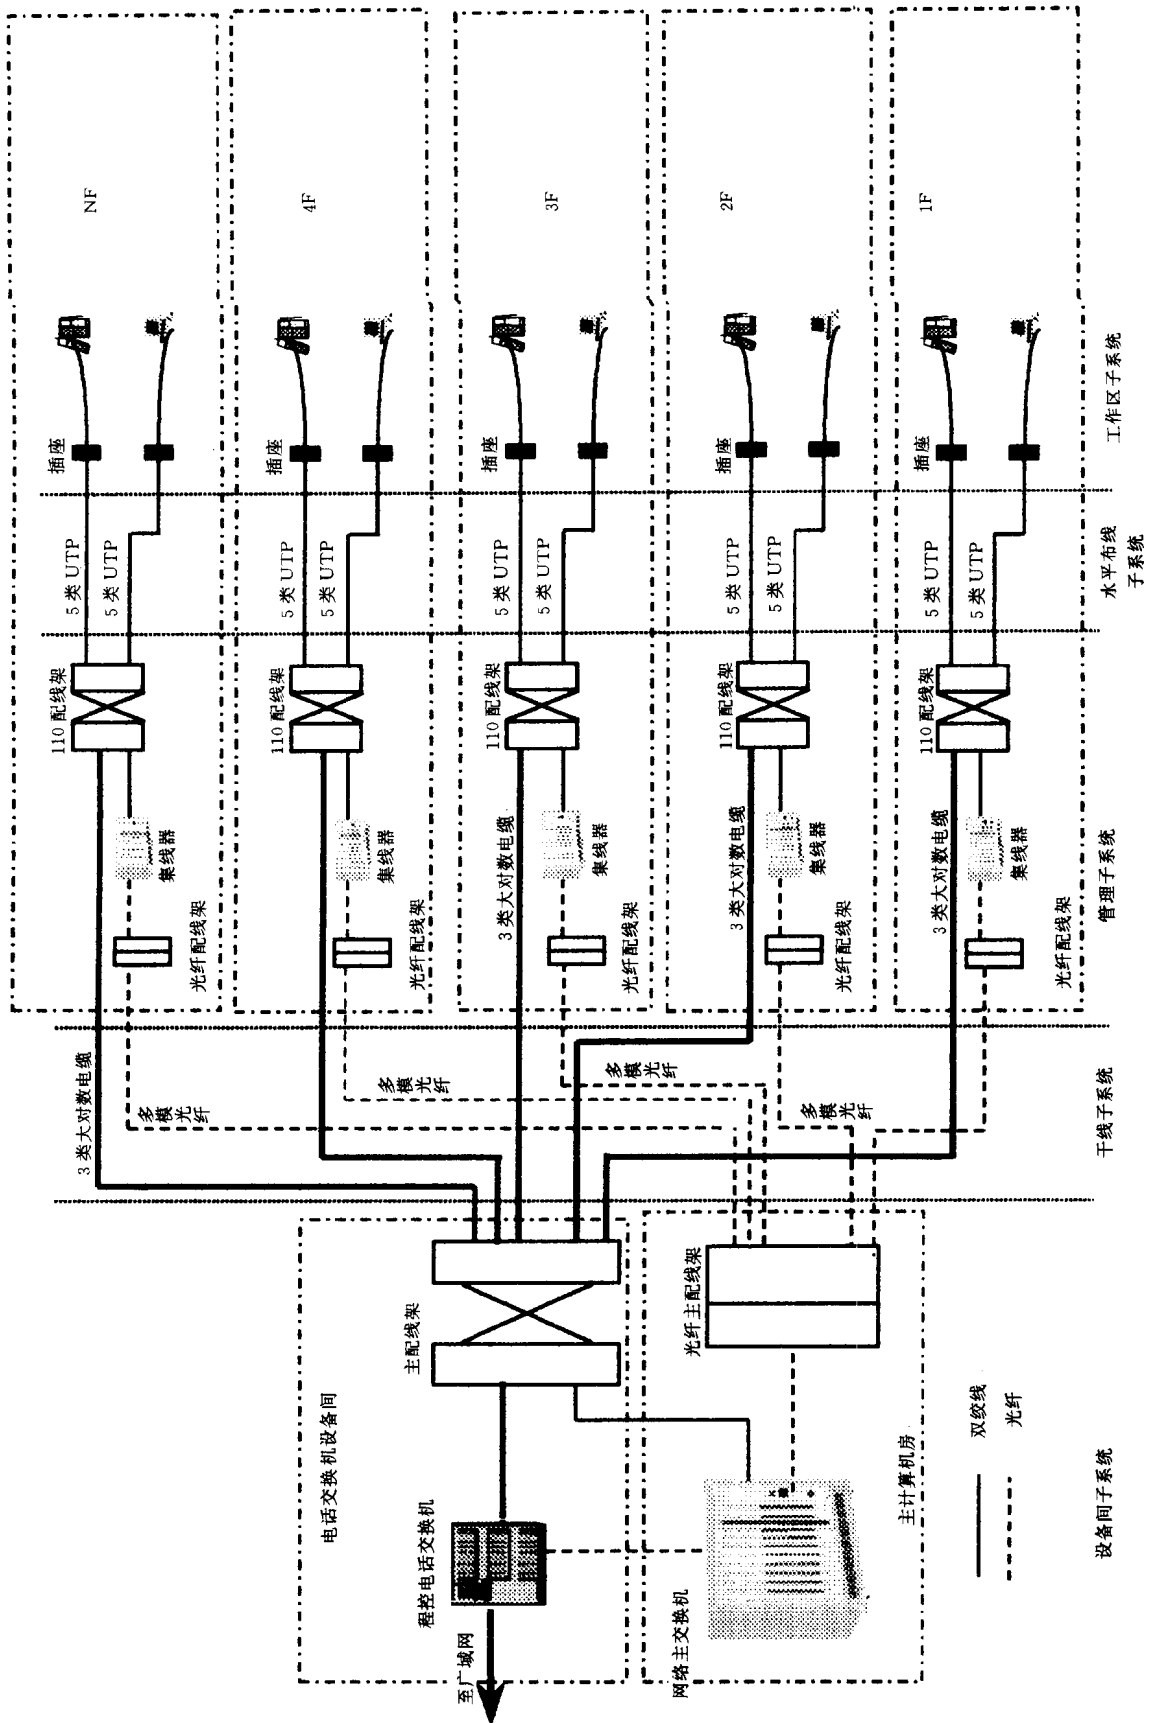 NF
插座
5类UTP
5类UTP
110配线架
集线器
光纤配线架
3类大对数电缆
多模光纤
4F
插座
5类UTP
5类UTP
110配线架
集线器
光纤配线架
多模光纤
3F
插座
5类UTP
5类UTP
110配线架
3类大对数电缆
集线器
光纤配线架
多模光纤
2F
插座
5类UTP
5类UTP
110配线架
3类大对数电缆
集线器
光纤配线架
多模光纤
1F
插座
5类UTP
5类UTP
110配线架
3类大对数电缆
集线器
光纤配线架
电话交换机设备间
主配线架
程控电话交换机
至广域网
光纤主配线架
网络主交换机
主计算机房
双绞线
光纤
设备间子系统
干线子系统
管理子系统
水平布线
子系统
工作区子系统